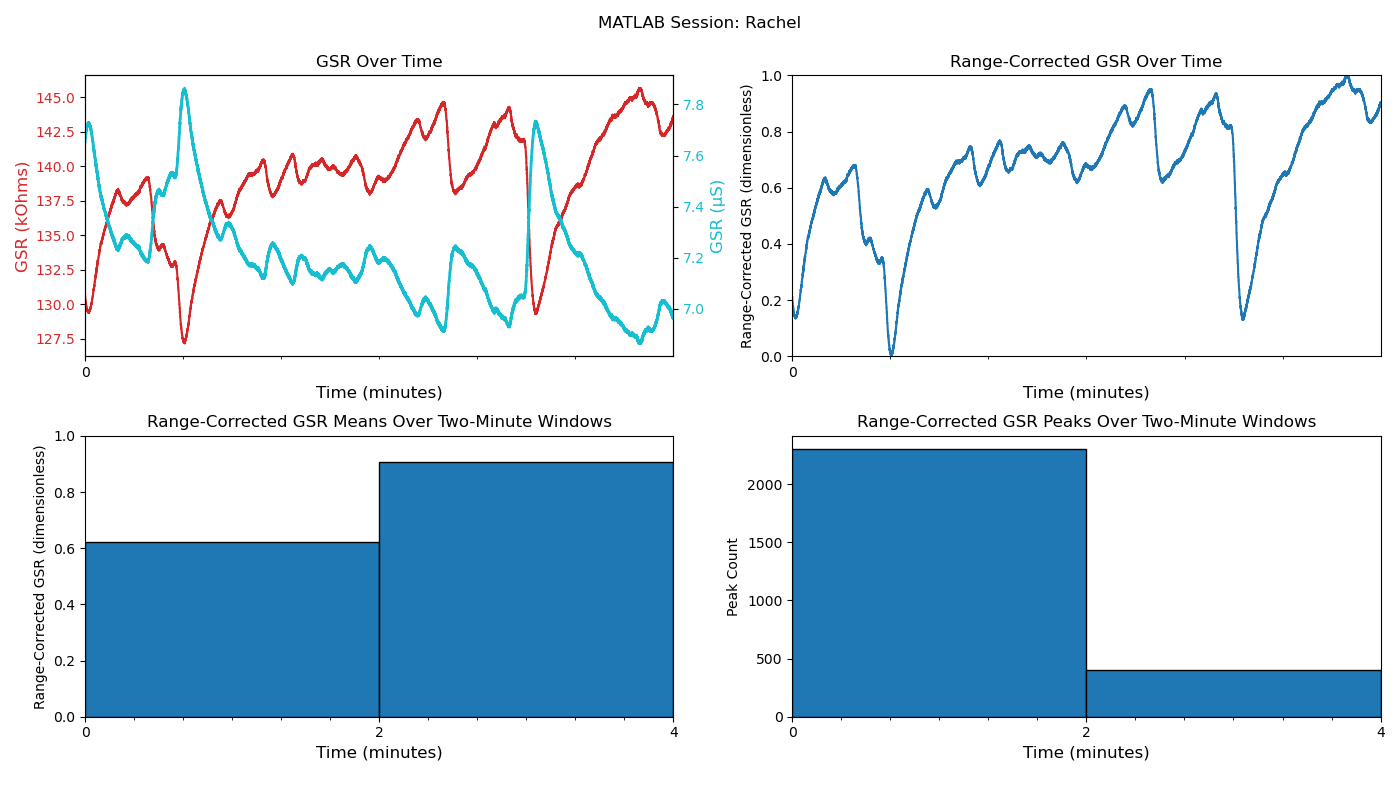 MATLAB Session: Rachel
GSR Over Time
GSR (kOhms)
145.0
142.5
140.0
137.5
135.0
132.5
130.0
127.5
7.8
7.6
7.4
7.2
7.0
GSR (µS)
0
Time (minutes)
Range-Corrected GSR Over Time
Range-Corrected GSR (dimensionless)
1.0
0.8
0.6
0.4
0.2
0.0
0
Time (minutes)
Range-Corrected GSR Means Over Two-Minute Windows
Range-Corrected GSR (dimensionless)
1.0
0.8
0.6
0.4
0.2
0.0
0 2 4
Time (minutes)
Range-Corrected GSR Peaks Over Two-Minute Windows
Peak Count
2000
1500
1000
500
0
0 2 4
Time (minutes)